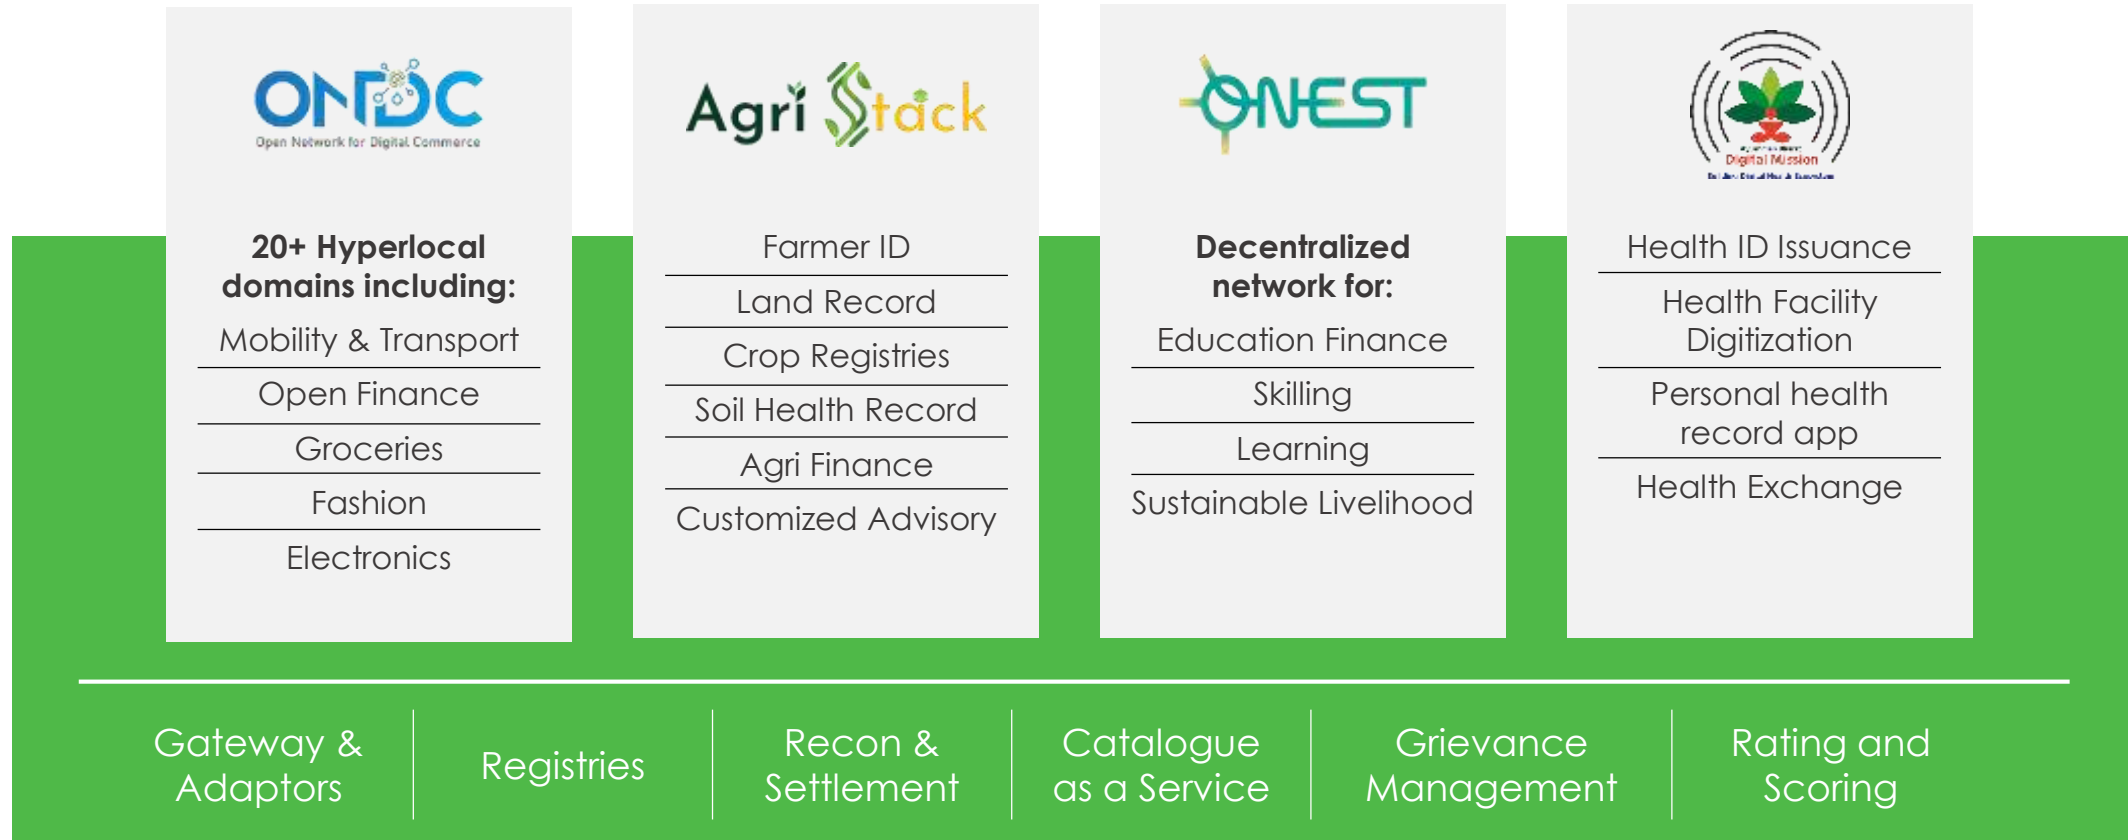 ONDC
Open Network for Digital Commerce
20+ Hyperlocal
domains including:
Mobility & Transport
Open Finance
Groceries
Fashion
Electronics
Agri Stack
Farmer ID
Land Record
Crop Registries
Soil Health Record
Agri Finance
Customized Advisory
ONEST
Decentralized
network for:
Education Finance
Skilling
Learning
Sustainable Livelihood
Digital Mission
Health ID Issuance
Health Facility
Digitization
Personal health
record app
Health Exchange
Gateway &
Adaptors
Registries
Recon &
Settlement
Catalogue
as a Service
Grievance
Management
Rating and
Scoring